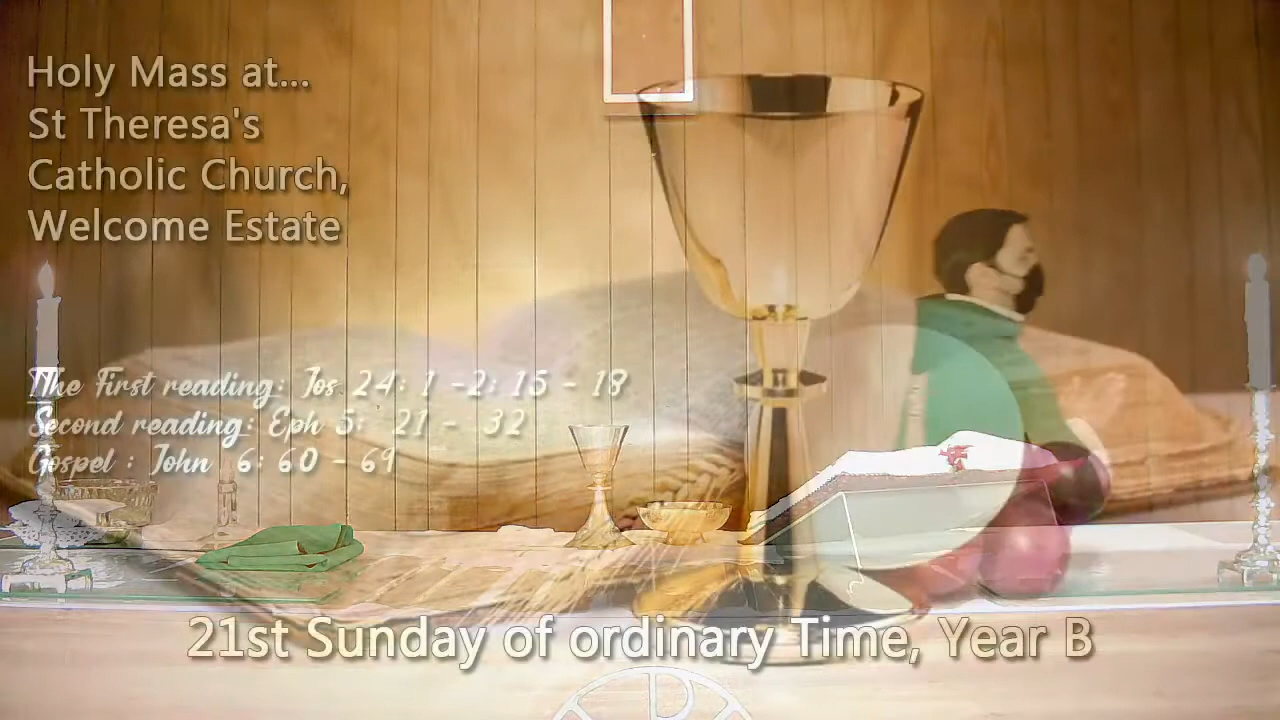 Holy Mass at...
St Theresa's
Catholic Church,
Welcome Estate
The First reading: Jos 24: 1 -2: 15 - 18
Second reading: Eph 5: 21 - 32
Gospel : John 6: 60 - 69
21st Sunday of ordinary Time, Year B